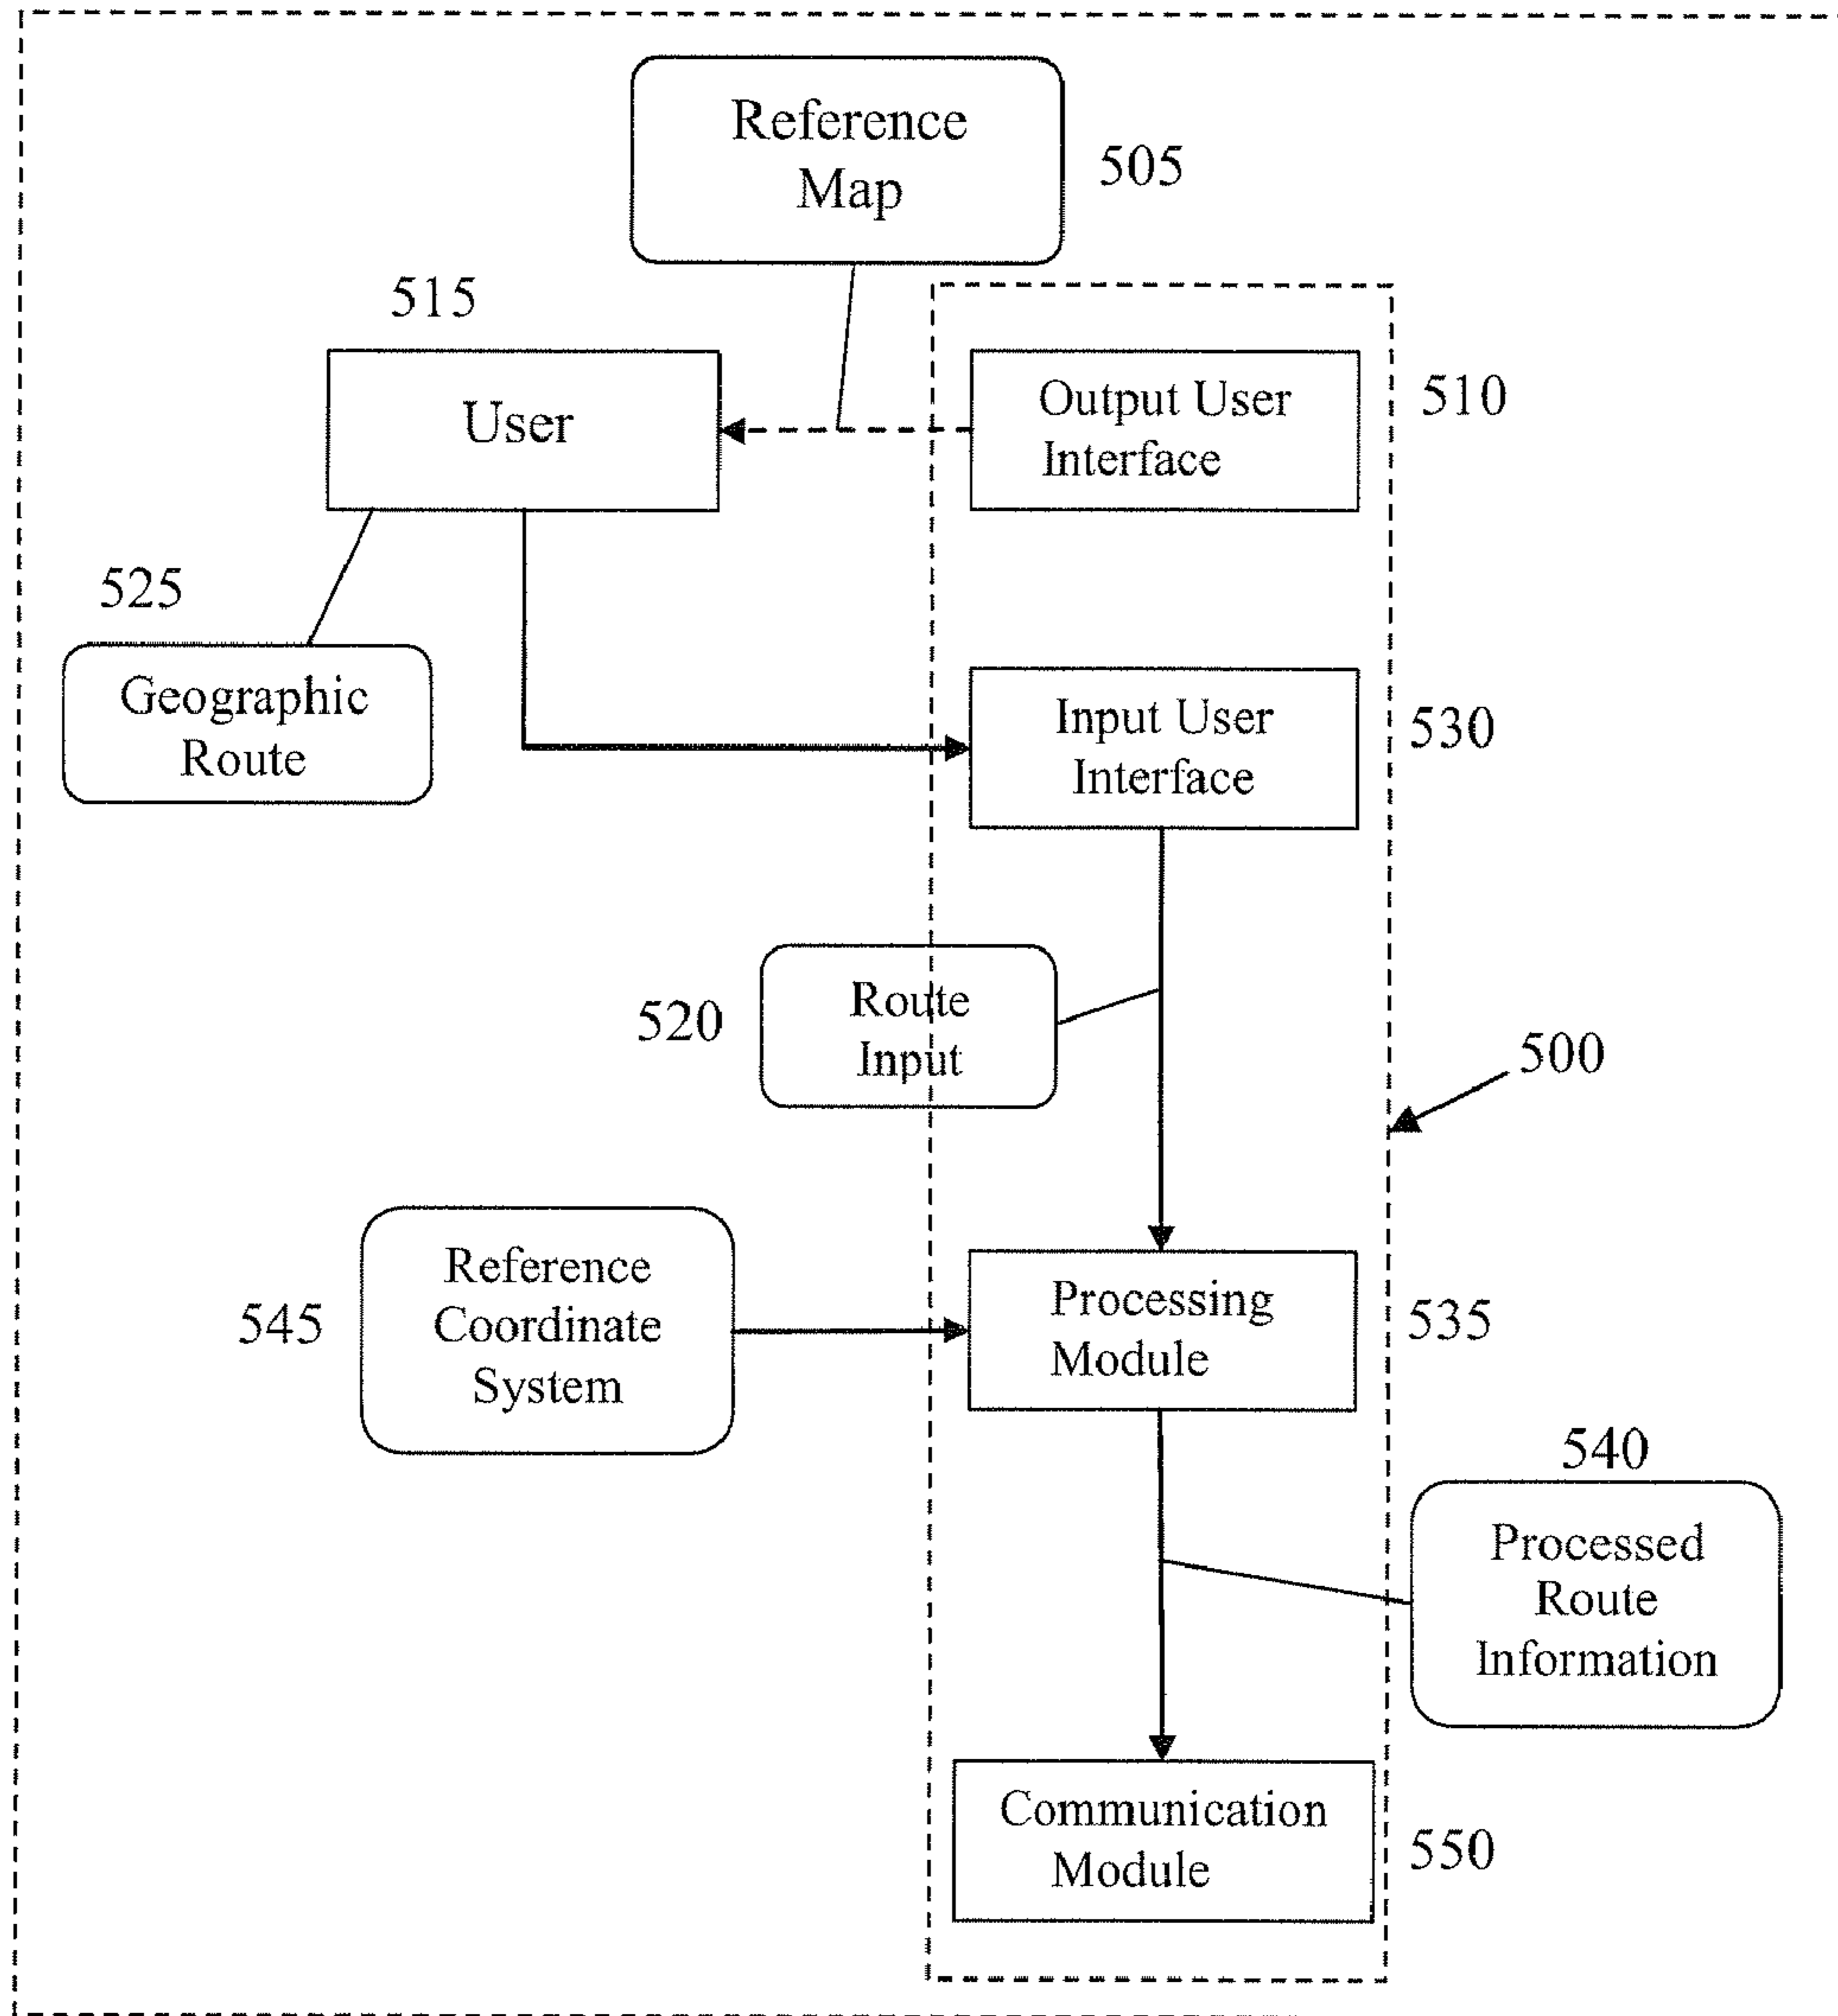 Reference
Map
505
515
User
Output User
Interface
510
525
Geographic
Route
Input User
Interface
530
520
Route
Input
500
545
Reference
Coordinate
System
Processing
Module
535
540
Processed
Route
Information
Communication
Module
550